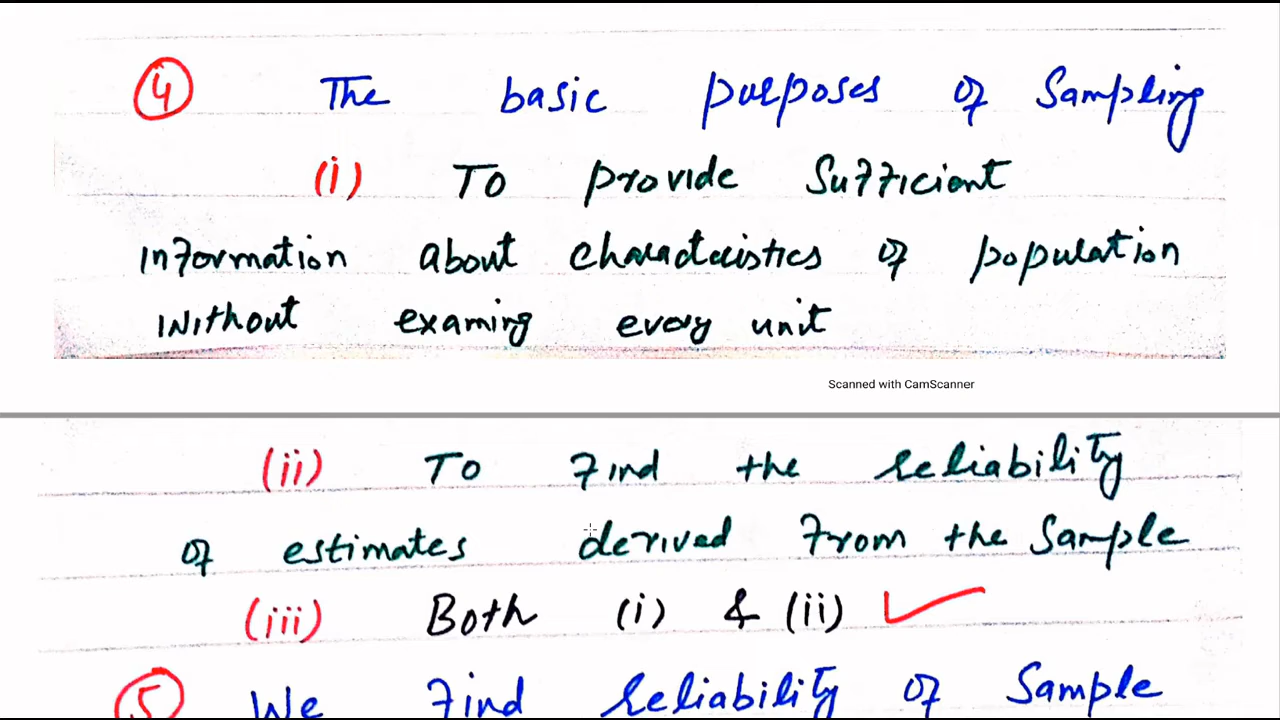 4 The basic purposes of Sampling
(i) To provide Sufficiant
information about charadteristics of population
without examing every unit
Scanned with CamScanner
(ii) To find the reliability
of estimates derived from the Sample
(iii) Both (i) & (ii) ✓
5 We find reliability of Sample